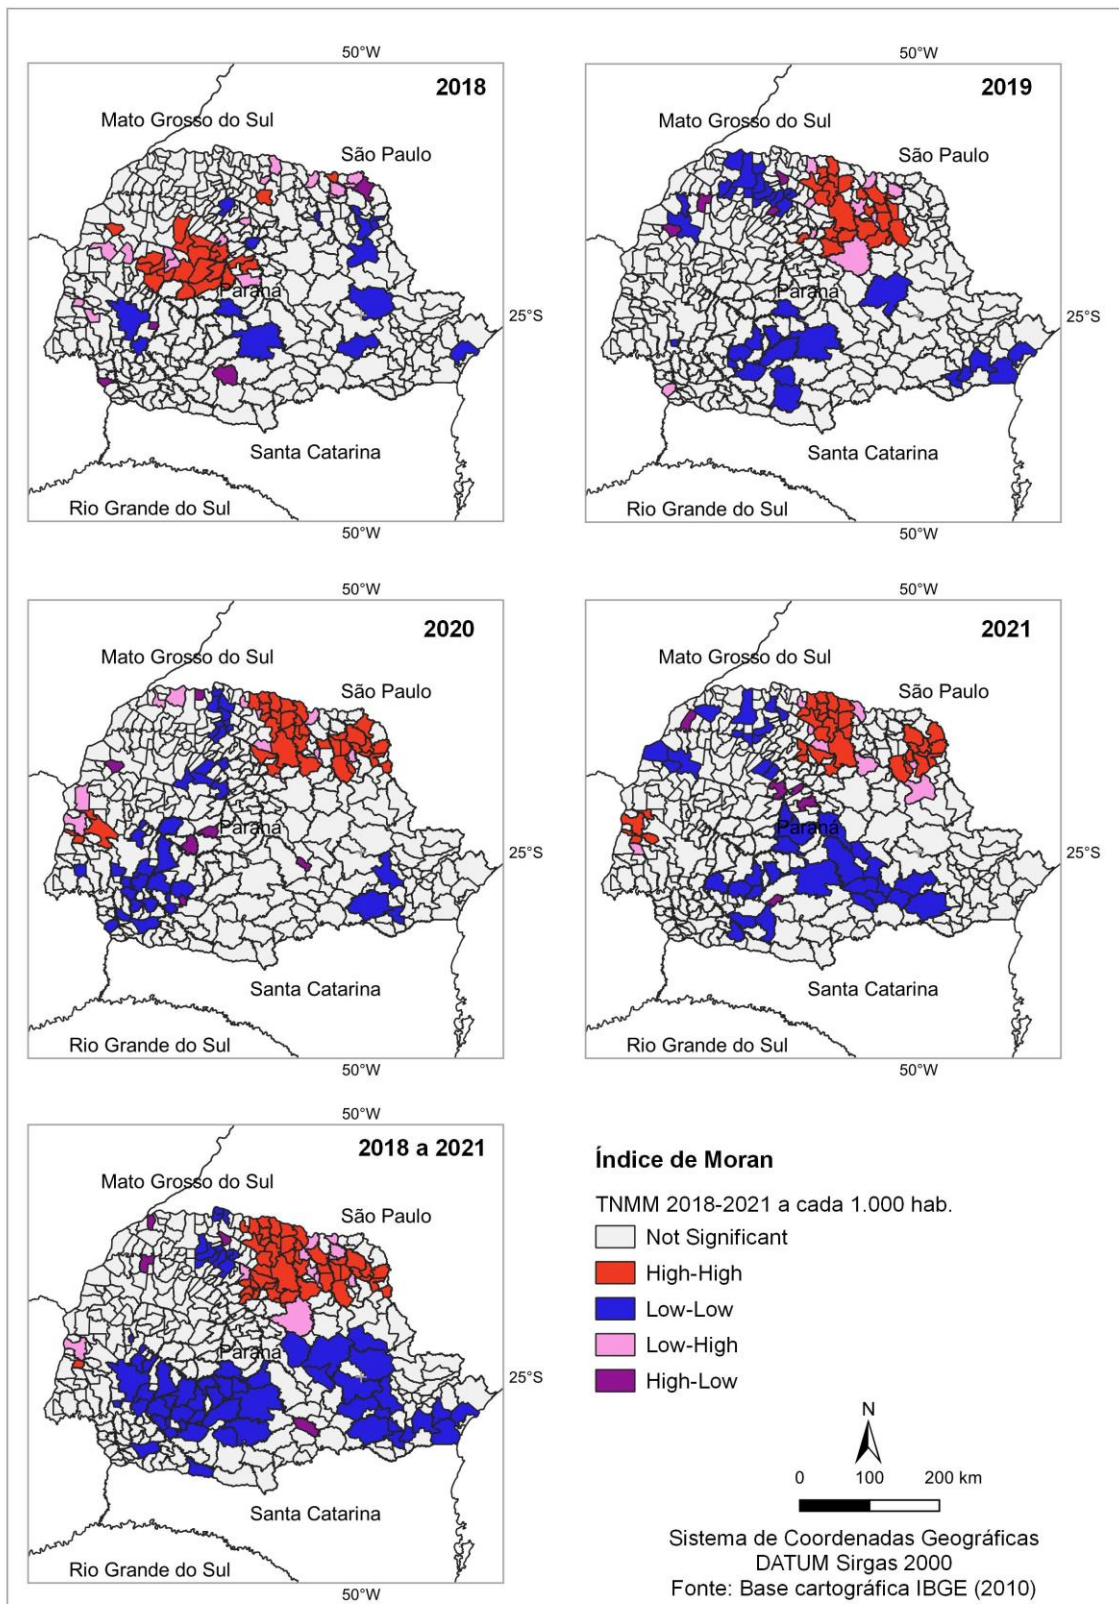 50°W
50°W
2018
2019
Mato Grosso do Sul
Mato Grosso do Sul
São Paulo
São Paulo
Paraná
Paraná
25°S
25°S
Santa Catarina
Santa Catarina
Rio Grande do Sul
Rio Grande do Sul
50°W
50°W
50°W
50°W
2020
2021
Mato Grosso do Sul
Mato Grosso do Sul
São Paulo
São Paulo
Paraná
Paraná
25°S
25°S
Santa Catarina
Santa Catarina
Rio Grande do Sul
Rio Grande do Sul
50°W
50°W
50°W
2018 a 2021
Mato Grosso do Sul
São Paulo
Paraná
25°S
Santa Catarina
Rio Grande do Sul
50°W
Índice de Moran
TNMM 2018-2021 a cada 1.000 hab.
Not Significant
High-High
Low-Low
Low-High
High-Low
N
0 100 200 km
Sistema de Coordenadas Geográficas
DATUM Sirgas 2000
Fonte: Base cartográfica IBGE (2010)